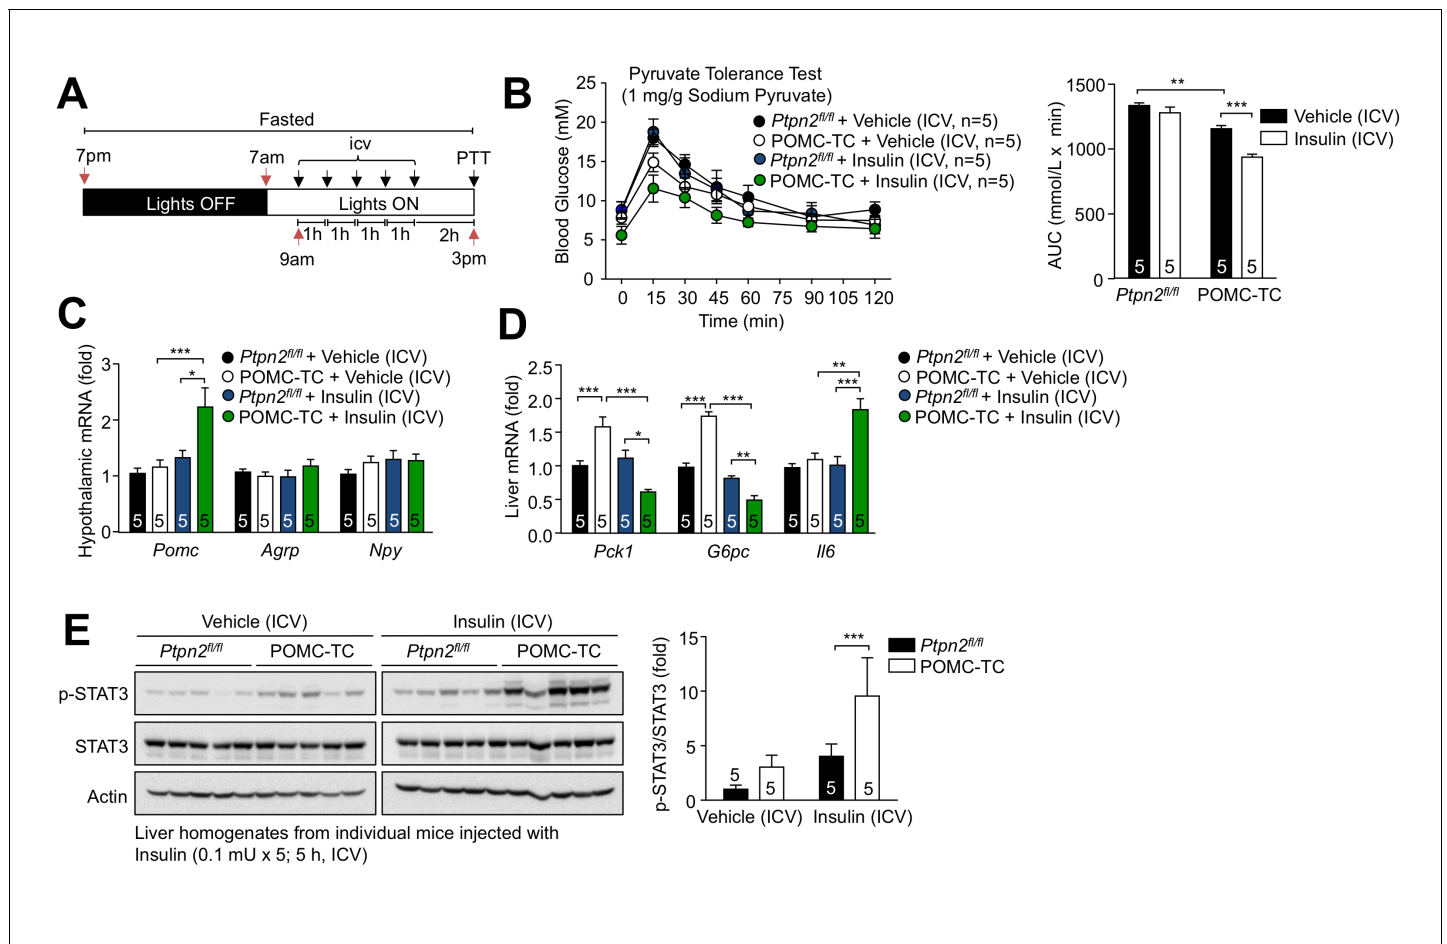 A
Fasted
7pm
7am
icv
PTT
Lights OFF
Lights ON
1h 1h 1h 1h 2h
9am
3pm
B
Pyruvate Tolerance Test
(1 mg/g Sodium Pyruvate)
Ptpn2fl/fl + Vehicle (ICV, n=5)
POMC-TC + Vehicle (ICV, n=5)
Ptpn2fl/fl + Insulin (ICV, n=5)
POMC-TC + Insulin (ICV, n=5)
Blood Glucose (mM)
25
20
15
10
5
0
0 15 30 45 60 75 90 105 120
Time (min)
AUC (mmol/L x min)
1500
1000
500
0
**
***
Vehicle (ICV)
Insulin (ICV)
5 5 5 5
Ptpn2fl/fl POMC-TC
C
Hypothalamic mRNA (fold)
3
2
1
0
***
*
Ptpn2fl/fl + Vehicle (ICV)
POMC-TC + Vehicle (ICV)
Ptpn2fl/fl + Insulin (ICV)
POMC-TC + Insulin (ICV)
5 5 5 5 5 5 5 5 5 5 5 5
Pomc Agrp Npy
D
Liver mRNA (fold)
2.5
2.0
1.5
1.0
0.5
0.0
*** *** *
*** *** **
** ***
Ptpn2fl/fl + Vehicle (ICV)
POMC-TC + Vehicle (ICV)
Ptpn2fl/fl + Insulin (ICV)
POMC-TC + Insulin (ICV)
5 5 5 5 5 5 5 5 5 5 5 5
Pck1 G6pc Il6
E
Vehicle (ICV) Insulin (ICV)
Ptpn2fl/fl POMC-TC Ptpn2fl/fl POMC-TC
p-STAT3
STAT3
Actin
Liver homogenates from individual mice injected with
Insulin (0.1 mU x 5; 5 h, ICV)
p-STAT3/STAT3 (fold)
15
10
5
0
***
Ptpn2fl/fl
POMC-TC
5 5 5 5
Vehicle (ICV) Insulin (ICV)